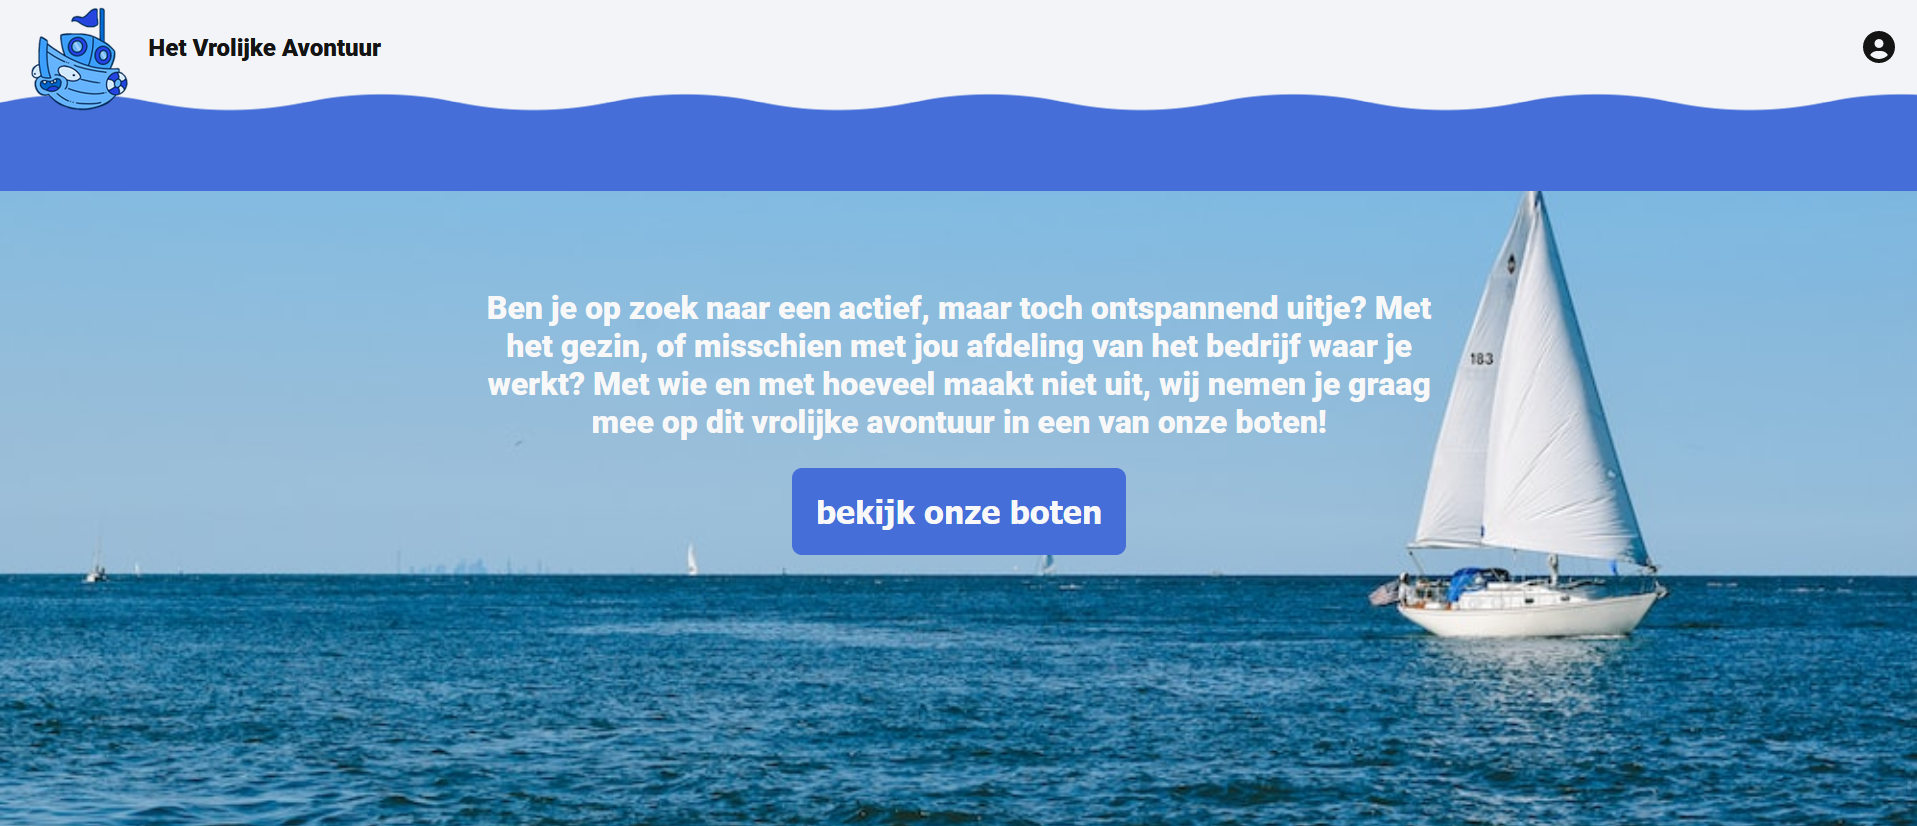 Het Vrolijke Avontuur
Ben je op zoek naar een actief, maar toch ontspannend uitje? Met
het gezin, of misschien met jou afdeling van het bedrijf waar je
werkt? Met wie en met hoeveel maakt niet uit, wij nemen je graag
mee op dit vrolijke avontuur in een van onze boten!
183
bekijk onze boten